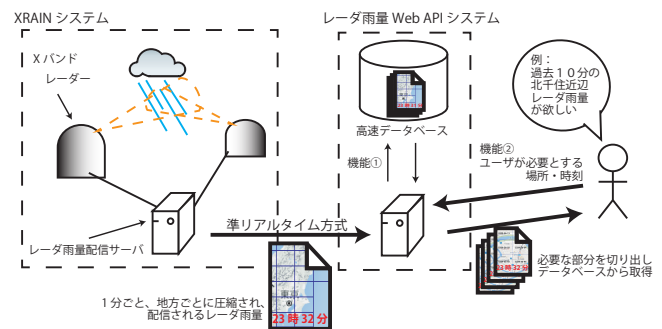 XRAIN システム
X バンド
レーダー
レーダ雨量配信サーバ
準リアルタイム方式
1分ごと、地方ごとに圧縮され、
配信されるレーダ雨量
23 時 32 分
レーダ雨量 Web API システム
高速データベース
機能①
機能②
ユーザが必要とする
場所・時刻
例：
過去１０分の
北千住近辺
レーダ雨量
が欲しい
必要な部分を切り出し
データベースから取得